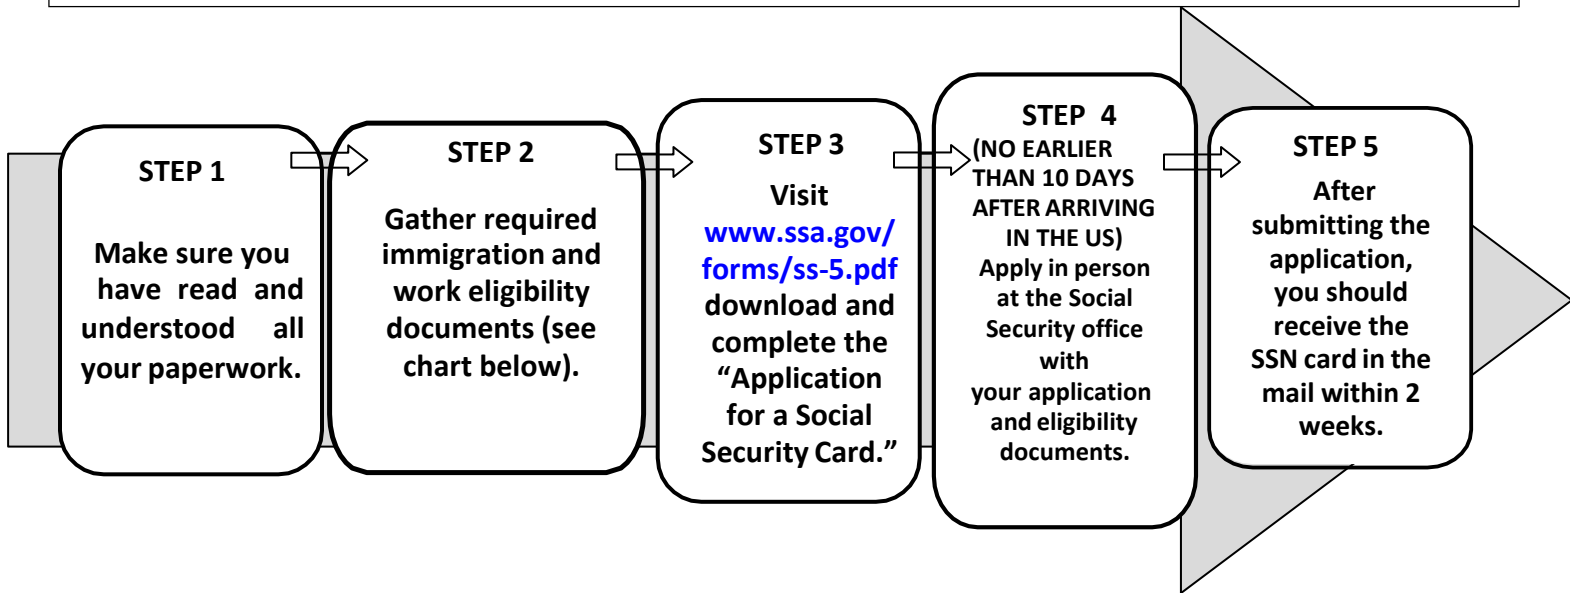 STEP 1
Make sure you
have read and
understood all
your paperwork.
STEP 2
Gather required
immigration and
work eligibility
documents (see
chart below).
STEP 3
Visit
www.ssa.gov/
forms/ss-5.pdf
download and
complete the
“Application
for a Social
Security Card.”
STEP 4
(NO EARLIER
THAN 10 DAYS
AFTER ARRIVING
IN THE US)
Apply in person
at the Social
Security office
with
your application
and eligibility
documents.
STEP 5
After
submitting the
application,
you should
receive the
SSN card in the
mail within 2
weeks.